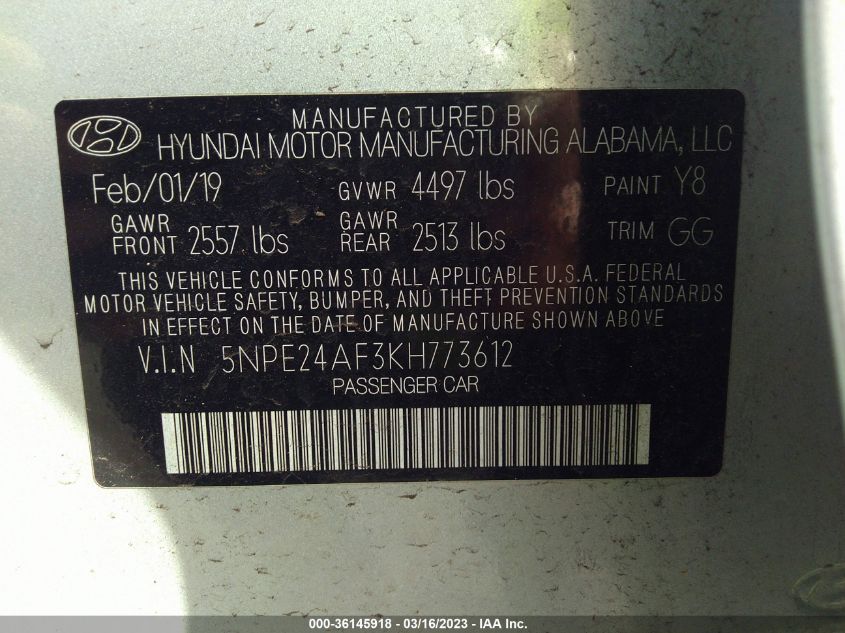 MANUFACTURED BY
HYUNDAI MOTOR MANUFACTURING ALABAMA, LLC
Feb/01/19 GVWR 4497 lbs PAINT Y8
GAWR FRONT 2557 lbs GAWR REAR 2513 lbs TRIM GG
THIS VEHICLE CONFORMS TO ALL APPLICABLE U.S.A. FEDERAL
MOTOR VEHICLE SAFETY, BUMPER, AND THEFT PREVENTION STANDARDS
IN EFFECT ON THE DATE OF MANUFACTURE SHOWN ABOVE
V.I.N 5NPE24AF3KH773612
PASSENGER CAR
000-36145918 - 03/16/2023 - IAA Inc.